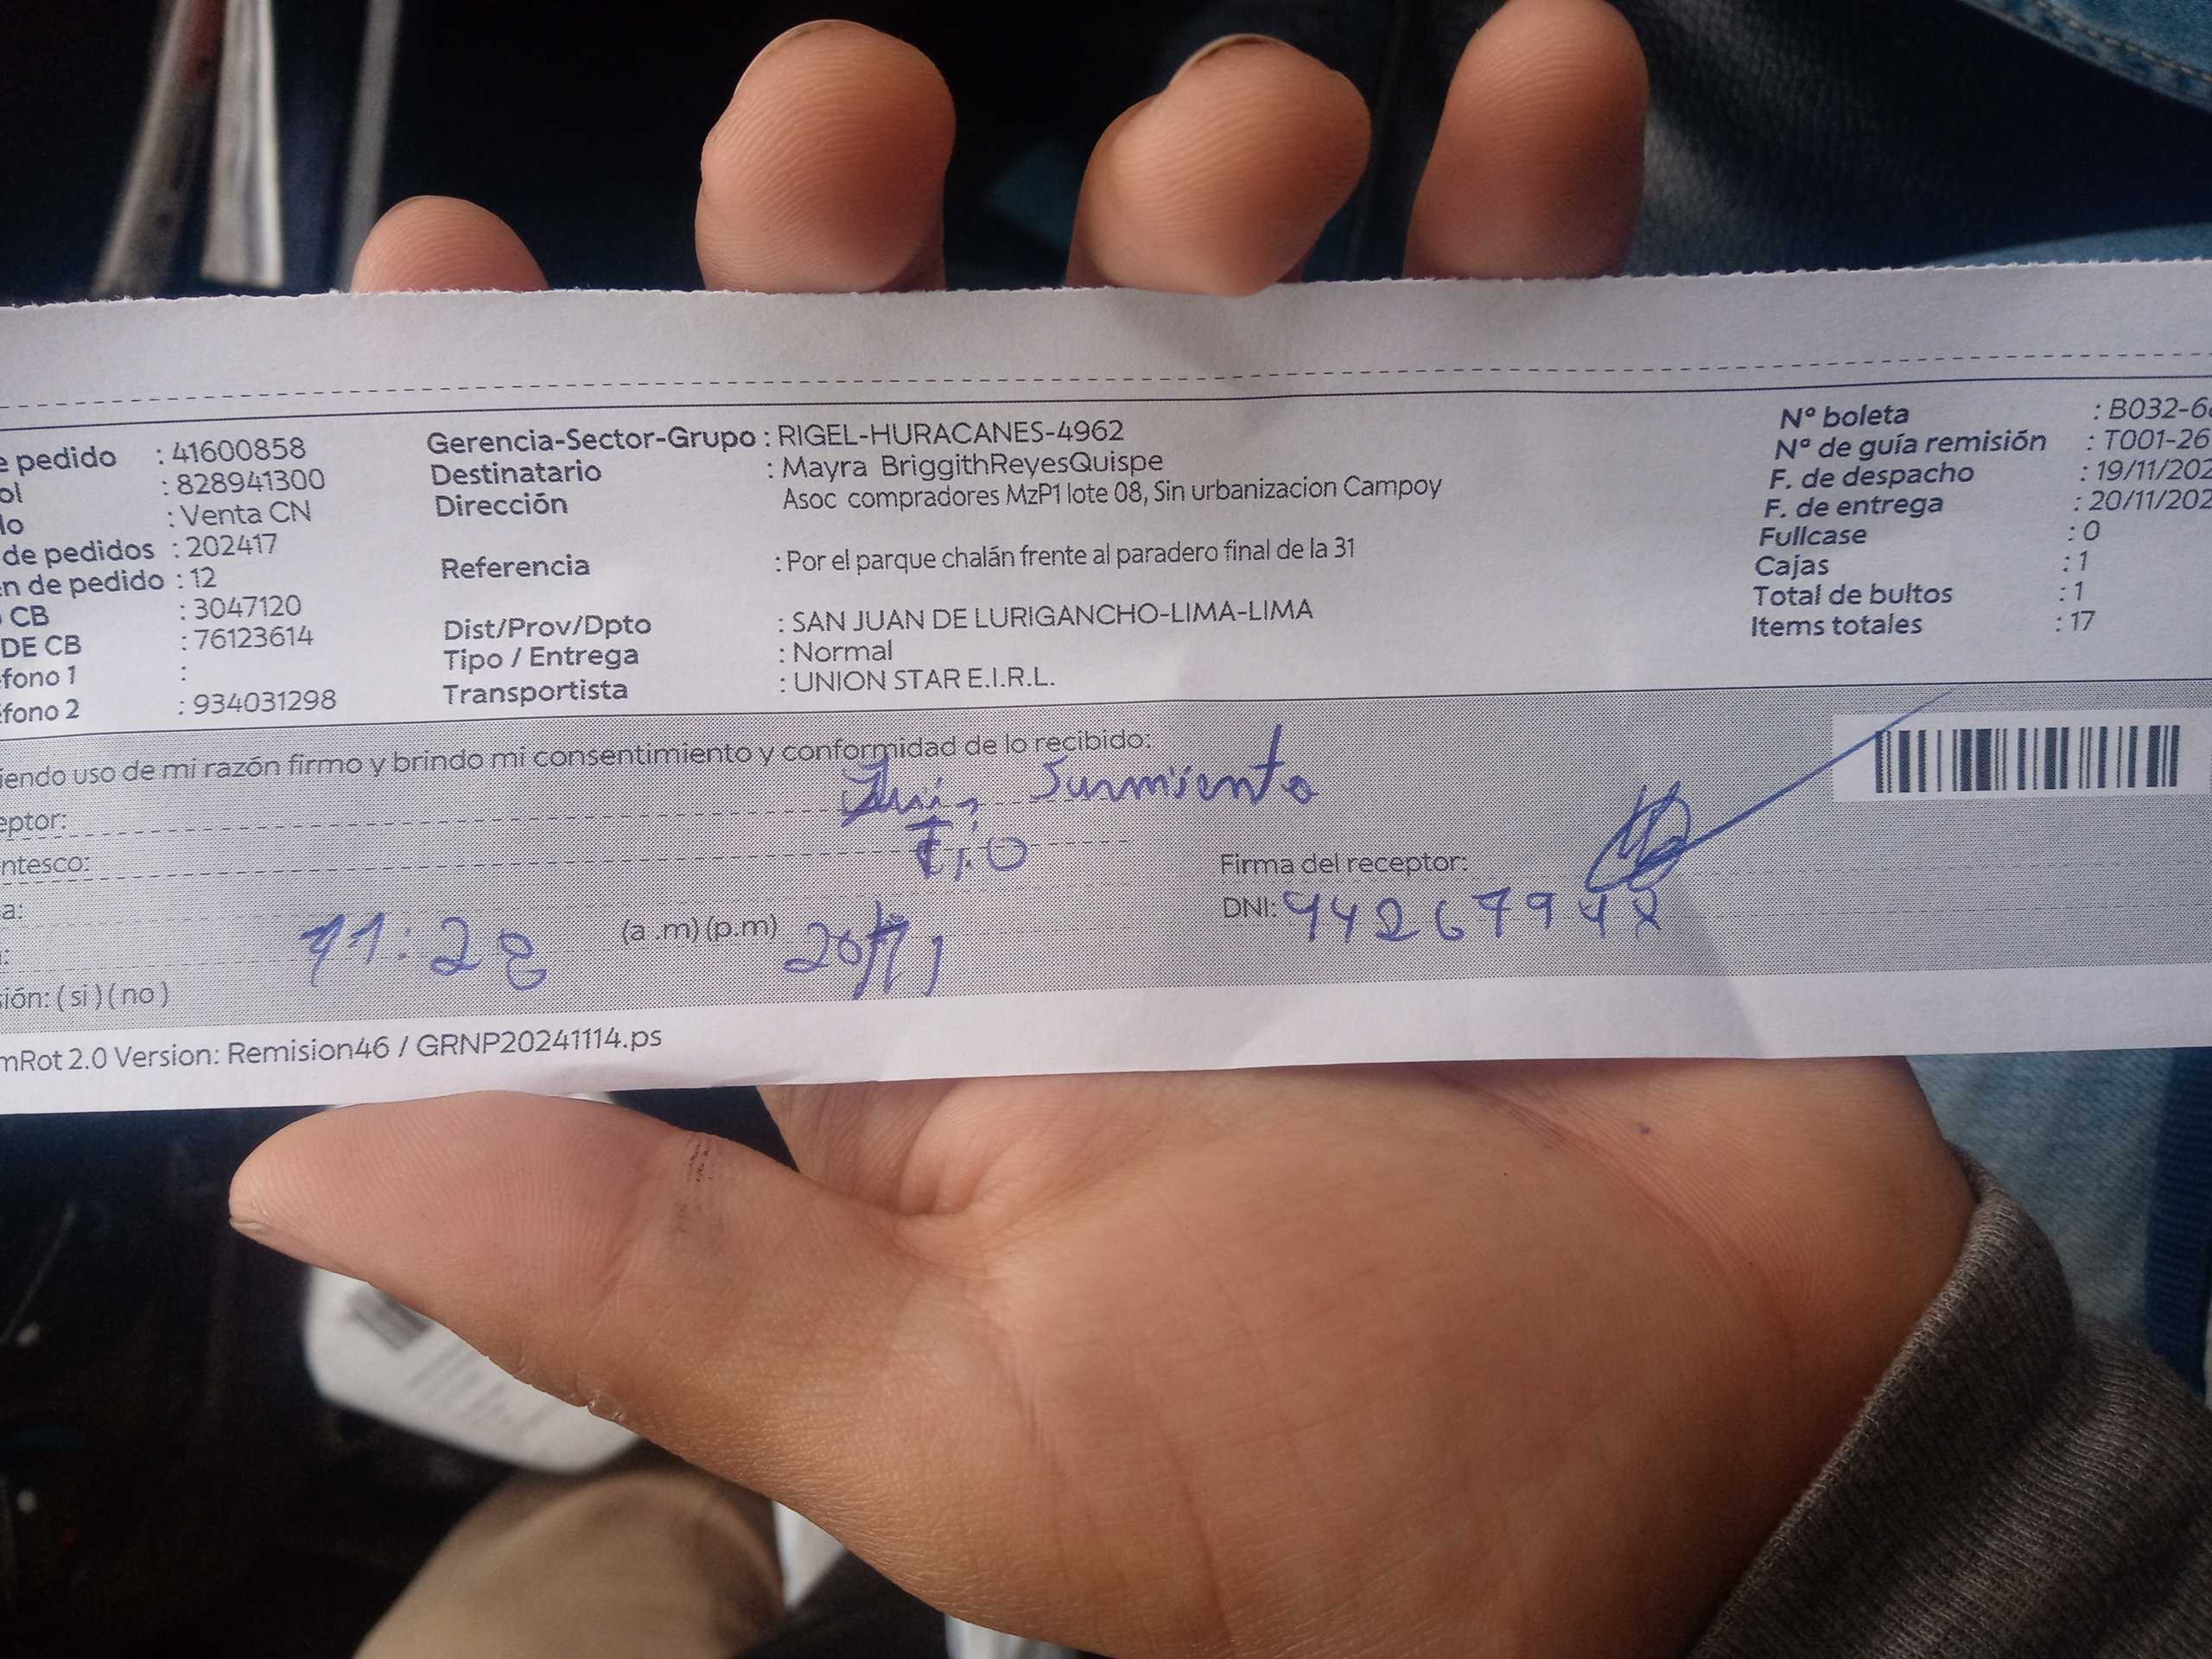 e pedido : 41600858
ol : 828941300
lo : Venta CN
de pedidos : 202417
n de pedido : 12
CB : 3047120
DE CB : 76123614
éfono 1 :
éfono 2 : 934031298
Gerencia-Sector-Grupo : RIGEL-HURACANES-4962
Destinatario : Mayra BriggithReyesQuispe
Dirección Asoc compradores MzP1 lote 08, Sin urbanizacion Campoy
Referencia : Por el parque chalán frente al paradero final de la 31
Dist/Prov/Dpto : SAN JUAN DE LURIGANCHO-LIMA-LIMA
Tipo / Entrega : Normal
Transportista : UNION STAR E.I.R.L.
Nº boleta : B032-6
Nº de guía remisión : T001-26
F. de despacho : 19/11/202
F. de entrega : 20/11/202
Fullcase : 0
Cajas : 1
Total de bultos : 1
Items totales : 17
iendo uso de mi razón firmo y brindo mi consentimiento y conformidad de lo recibido:
eptor: Luis Surmiento
ntesco: Tio
Firma del receptor:
a:
DNI:
: 11:28 (a .m) (p.m)
sión: ( si ) ( no )
mRot 2.0 Version: Remision46 / GRNP20241114.ps